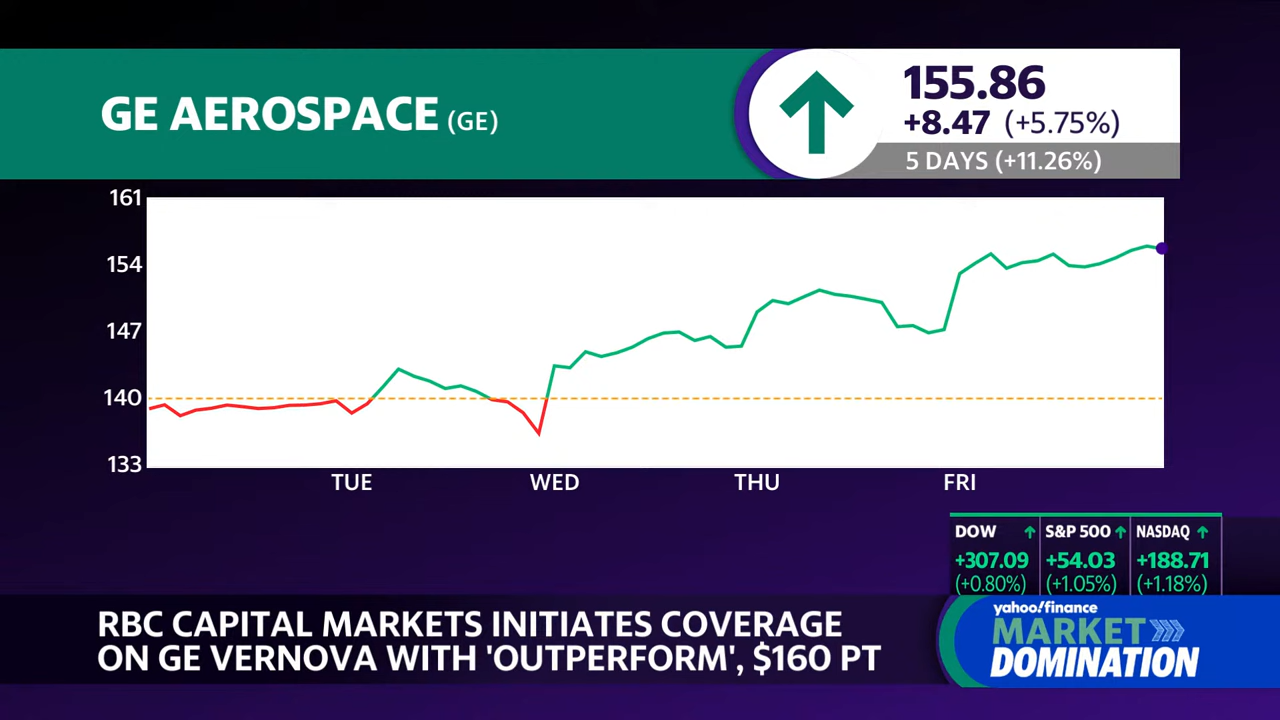 GE AEROSPACE (GE)
155.86
+8.47 (+5.75%)
5 DAYS (+11.26%)
161
154
147
140
133
TUE WED THU FRI
DOW S&P 500 NASDAQ
+307.09 +54.03 +188.71
(+0.80%) (+1.05%) (+1.18%)
RBC CAPITAL MARKETS INITIATES COVERAGE
ON GE VERNOVA WITH 'OUTPERFORM', $160 PT
yahoo!finance
MARKET
DOMINATION